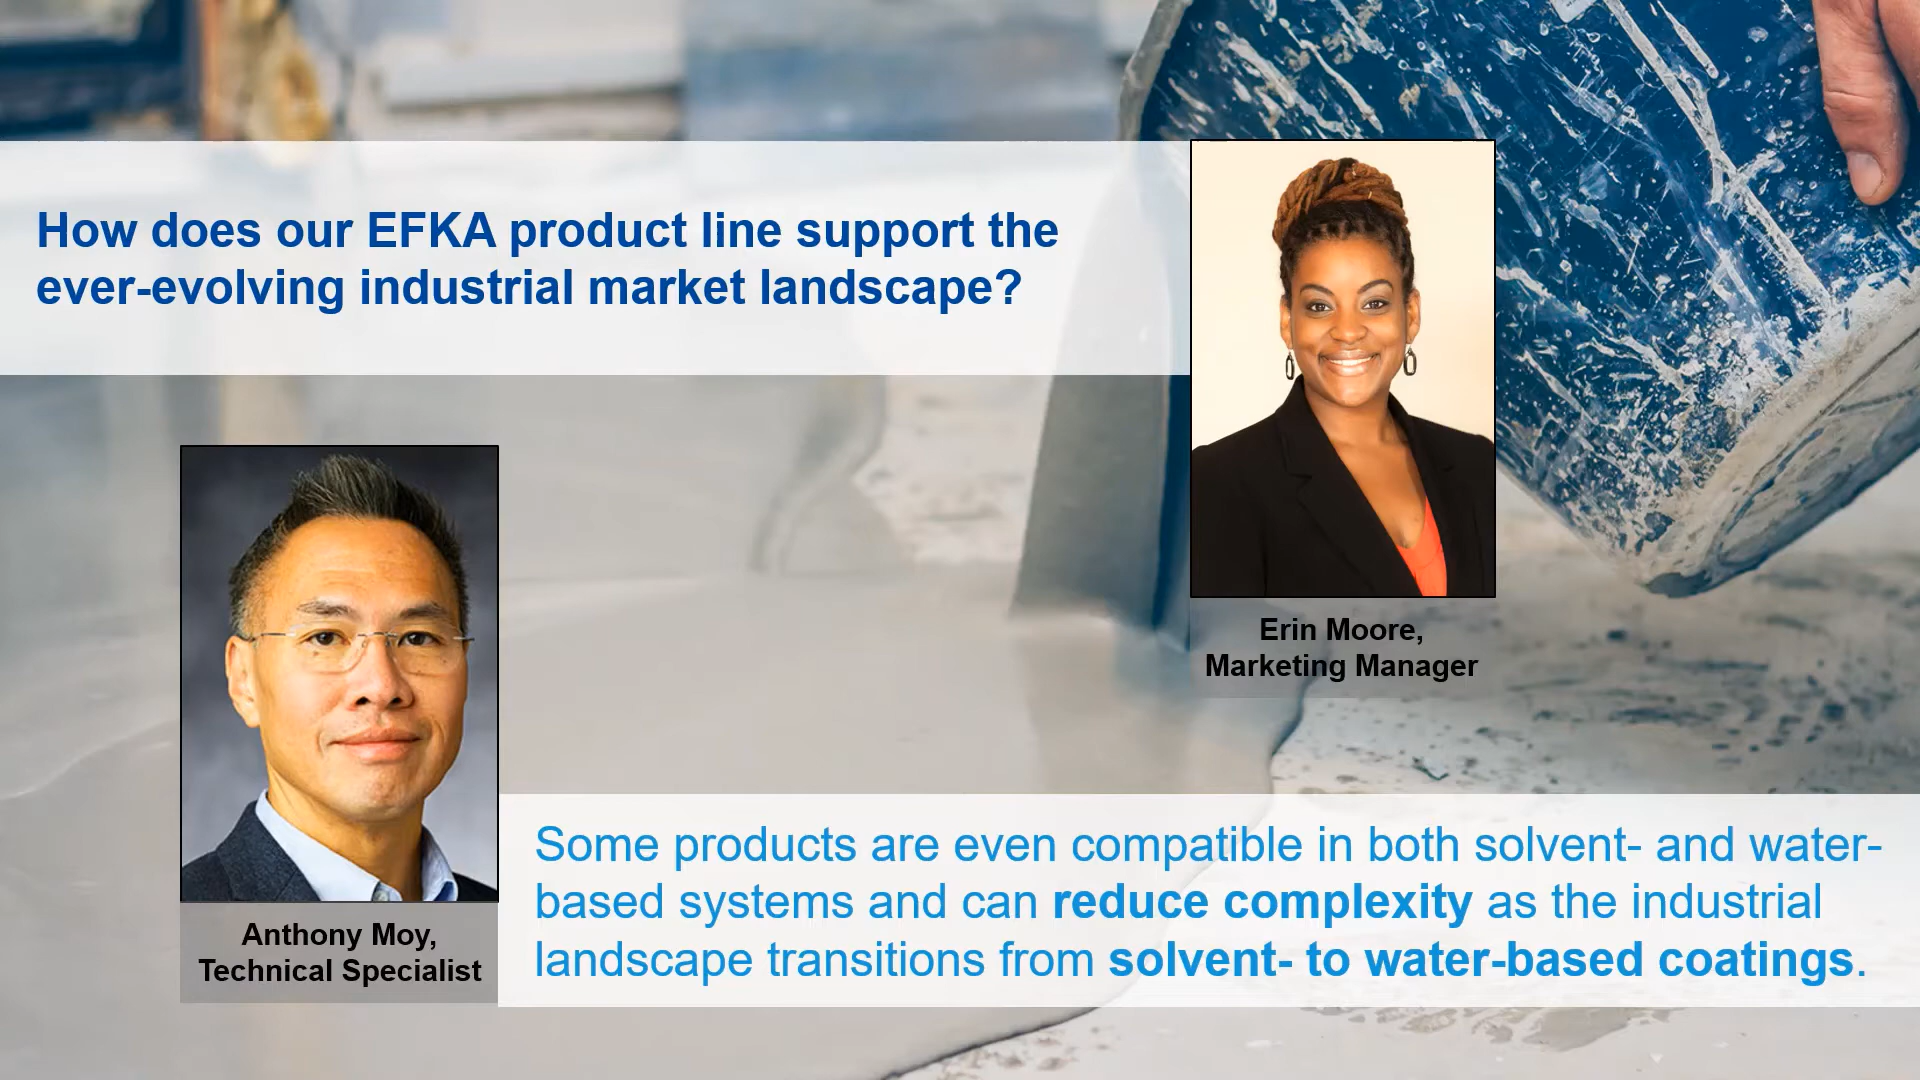 How does our EFKA product line support the
ever-evolving industrial market landscape?
Erin Moore,
Marketing Manager
Anthony Moy,
Technical Specialist
Some products are even compatible in both solvent- and water-
based systems and can reduce complexity as the industrial
landscape transitions from solvent- to water-based coatings.